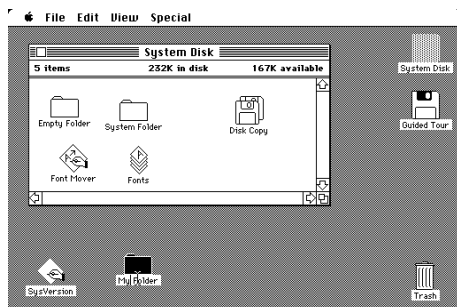 File Edit View Special
System Disk
5 items 232K in disk 167K available
System Disk
Empty Folder System Folder Disk Copy
Guided Tour
Font Mover Fonts
SysVersion My Folder Trash